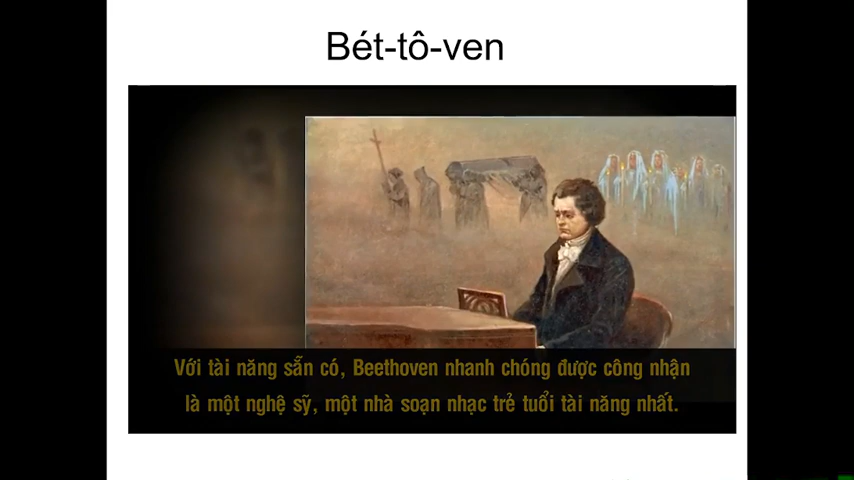 Bét-tô-ven
Với tài năng sẵn có, Beethoven nhanh chóng được công nhận
là một nghệ sỹ, một nhà soạn nhạc trẻ tuổi tài năng nhất.